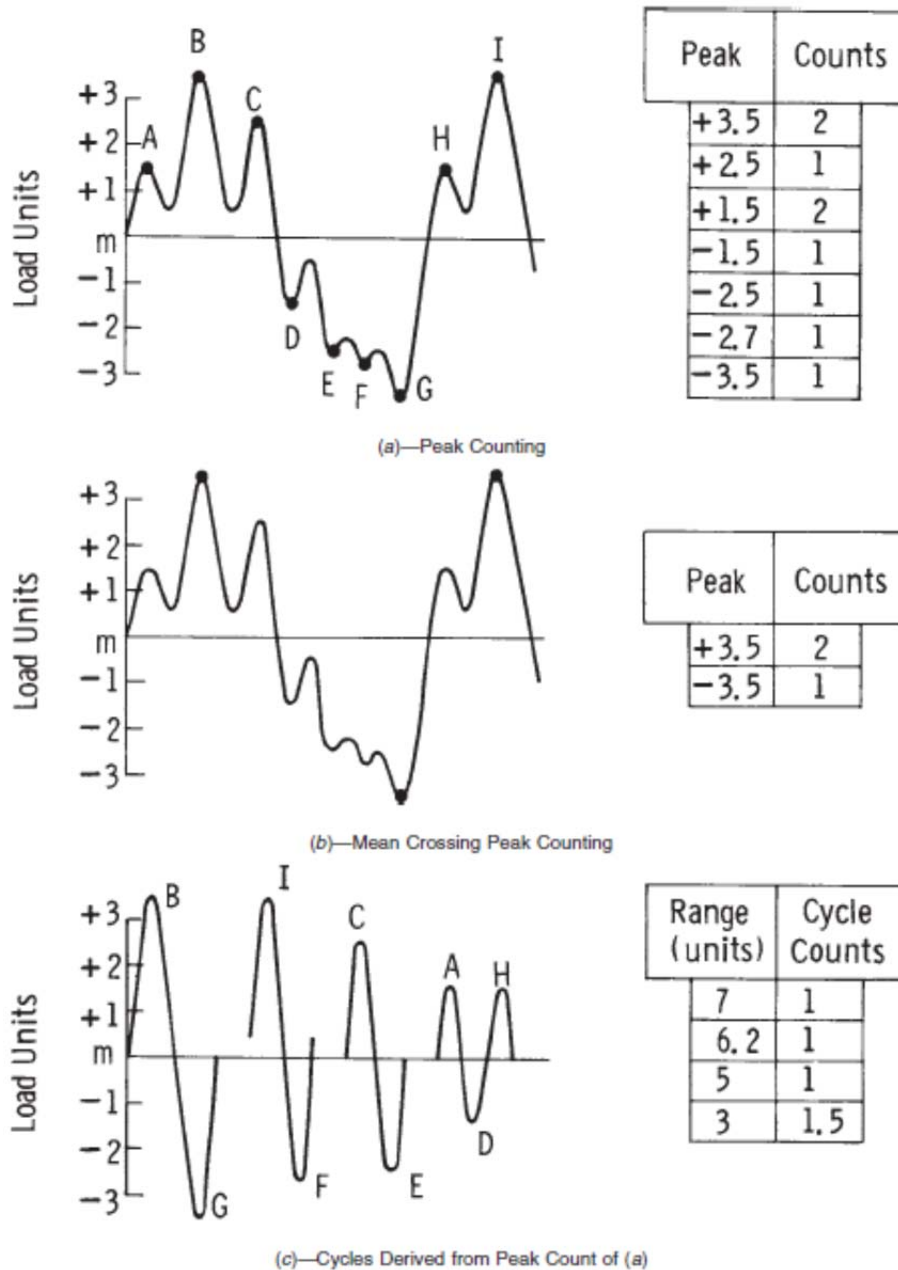 B
I
+3
C
+2
A
H
+1
Load Units
m
−1
−2
D
−3
E
F
G
Peak Counts
+3.5 2
+2.5 1
+1.5 2
−1.5 1
−2.5 1
−2.7 1
−3.5 1
(a)—Peak Counting
+3
+2
+1
Load Units
m
−1
−2
−3
Peak Counts
+3.5 2
−3.5 1
(b)—Mean Crossing Peak Counting
B
I
C
+3
+2
A
H
+1
Load Units
m
−1
D
−2
F
E
−3
G
Range (units) Cycle Counts
7 1
6.2 1
5 1
3 1.5
(c)—Cycles Derived from Peak Count of (a)